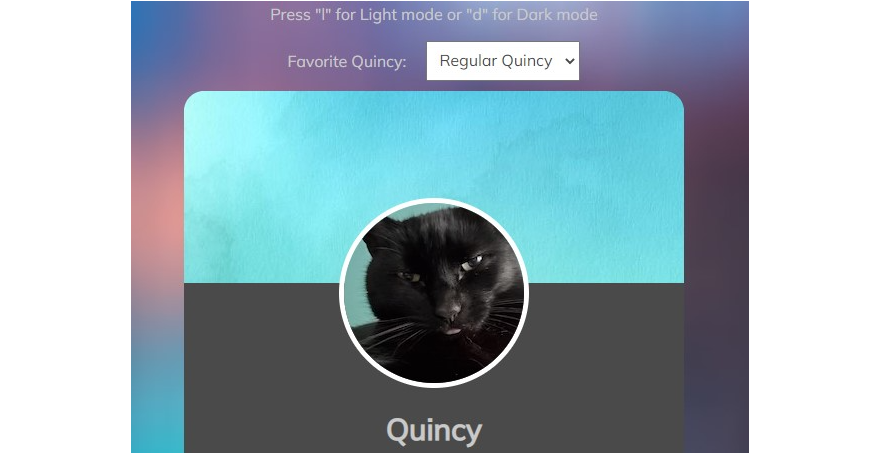 Press "l" for Light mode or "d" for Dark mode
Favorite Quincy: Regular Quincy
Quincy